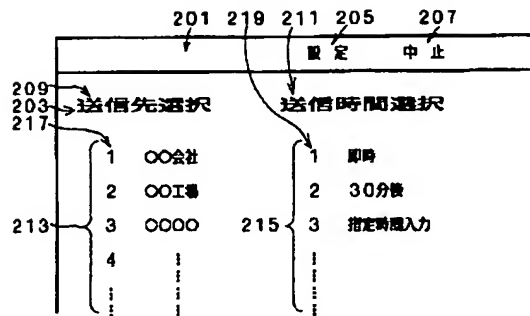 219 201 211 205 207
設定 中止
209
203 送信先選択 送信時間選択
217
1 ○○会社 1 即時
2 ○○工場 2 30分後
213 3 ○○○○ 215 3 指定時間入力
4